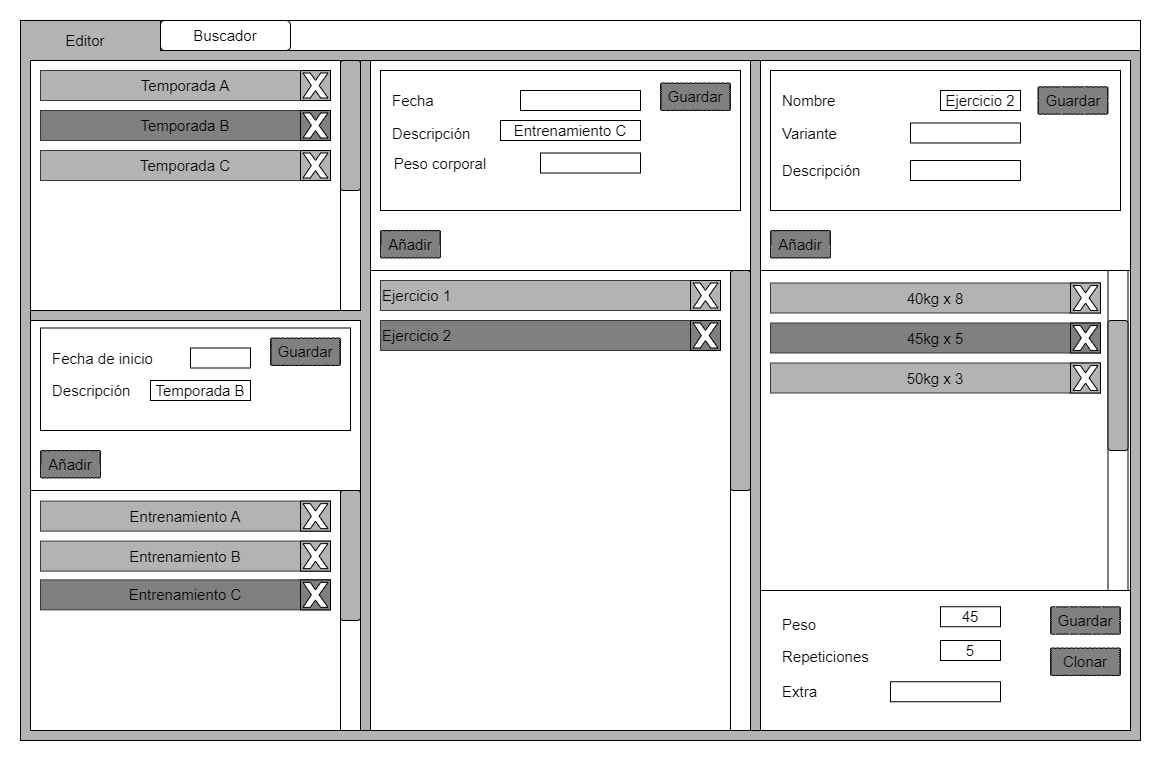 Editor
Buscador
Temporada A X
Temporada B X
Temporada C X
Fecha de inicio
Guardar
Descripción Temporada B
Añadir
Entrenamiento A X
Entrenamiento B X
Entrenamiento C X
Fecha
Guardar
Descripción Entrenamiento C
Peso corporal
Añadir
Ejercicio 1 X
Ejercicio 2 X
Nombre Ejercicio 2 Guardar
Variante
Descripción
Añadir
40kg x 8 X
45kg x 5 X
50kg x 3 X
Peso 45 Guardar
Repeticiones 5
Clonar
Extra